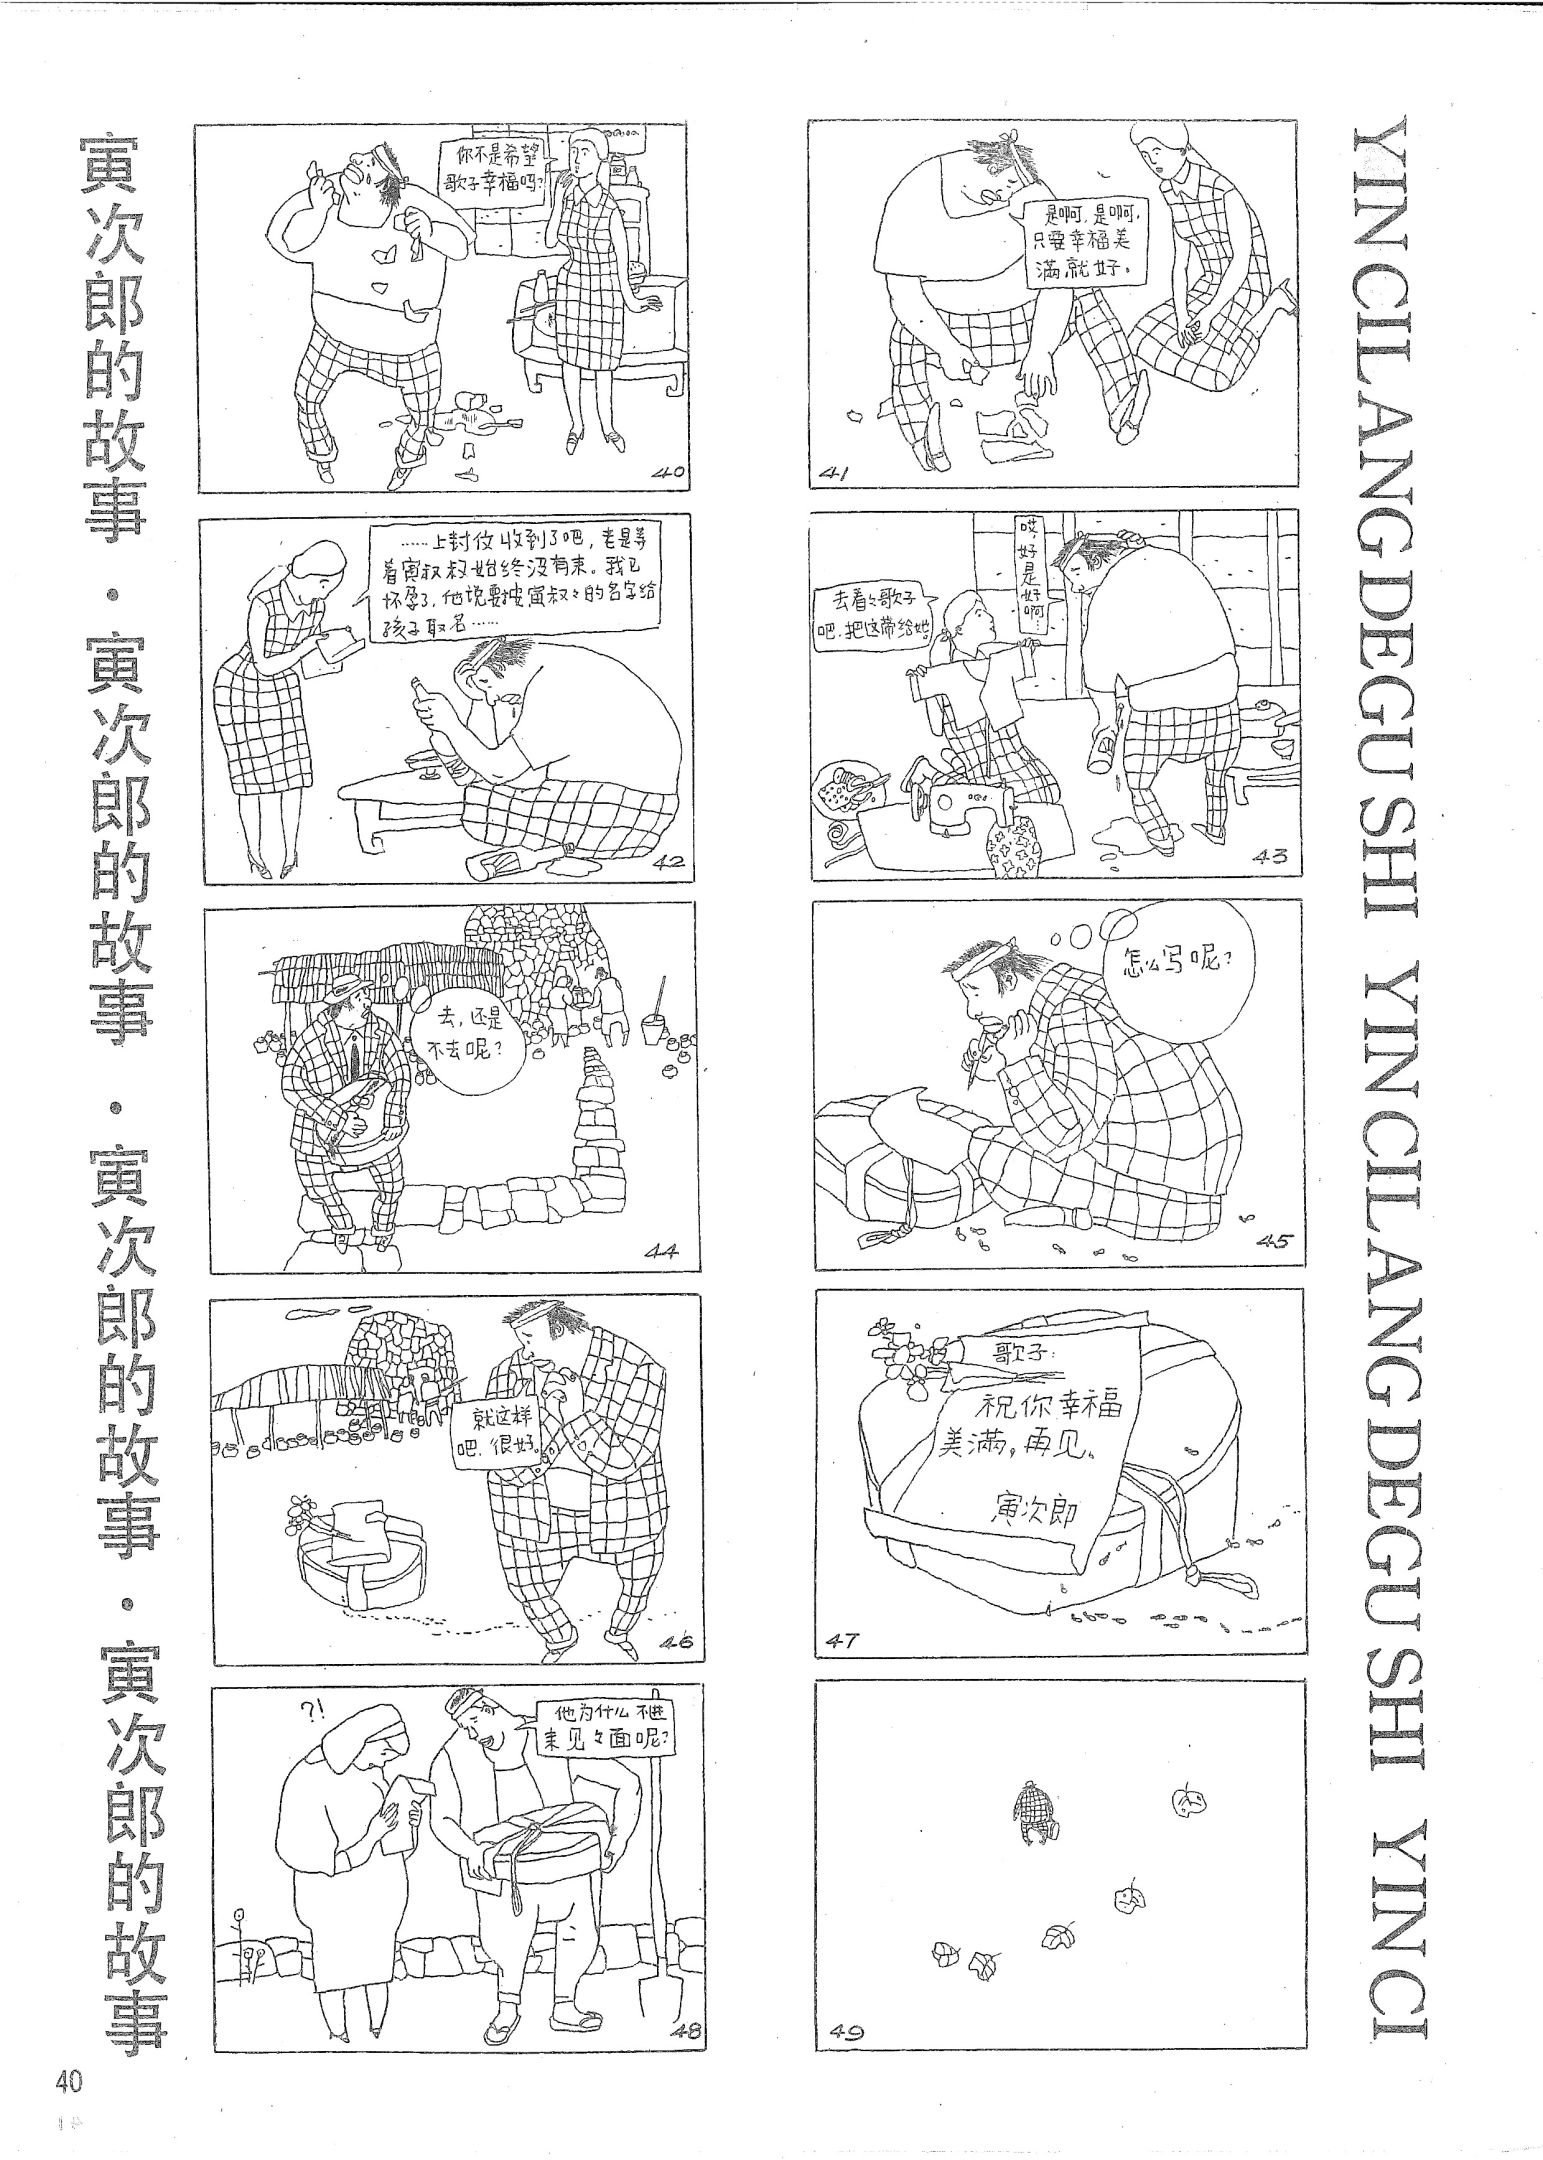 寅次郎的故事·寅次郎的故事·寅次郎的故事·寅次郎的故事
你不是希望
歌子幸福吗?
40
是啊,是啊,
只要幸福美
满就好。
41
……上封信收到了吧,老是等
着寅叔叔始终没有来。我已
怀孕了,他说要按寅叔々的名字给
孩子取名……
42
去看々歌子
吧,把这带给她
哎,好是好啊…
43
去,还是
不去呢?
44
怎么写呢?
45
就这样
吧,很好。
46
歌子:
祝你幸福
美满,再见。
寅次郎
47
?!
他为什么不进
来见々面呢?
48
49
YINCILANGDEGUSHI YINCILANGDEGUSHI YINCI
40